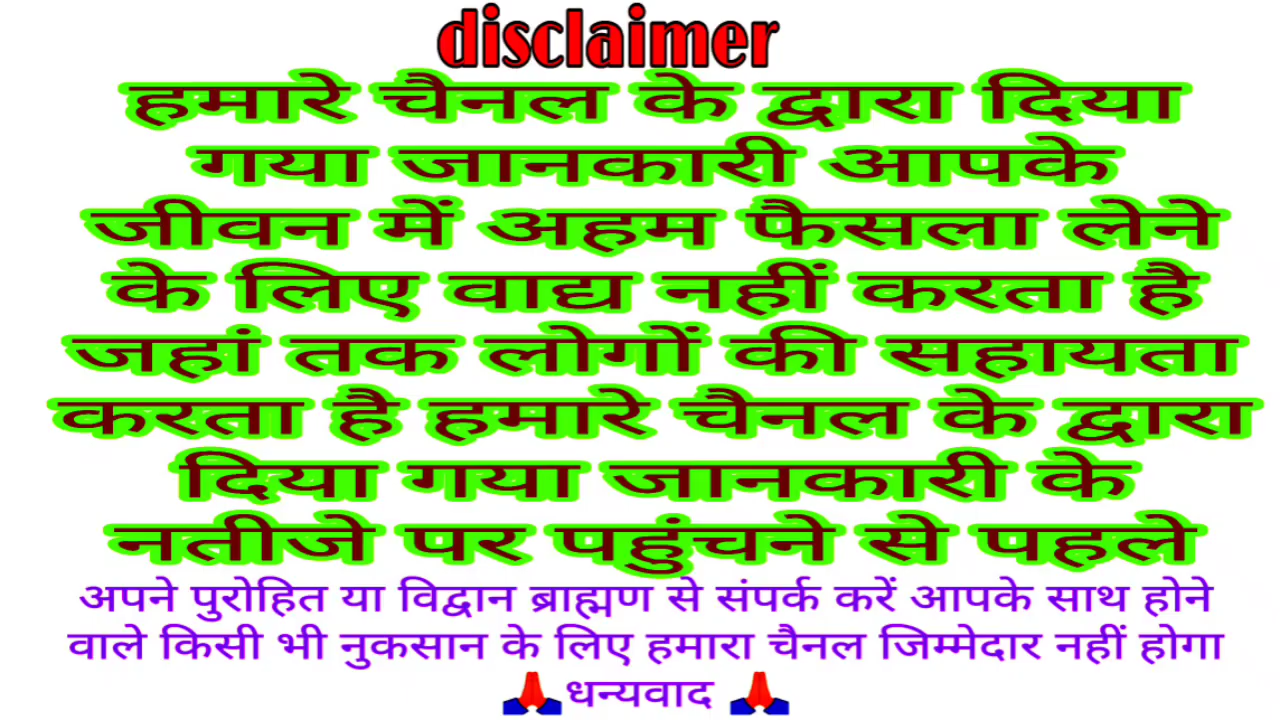 disclaimer
हमारे चैनल के द्वारा दिया
गया जानकारी आपके
जीवन में अहम फैसला लेने
के लिए वाद्य नहीं करता है
जहां तक लोगों की सहायता
करता है हमारे चैनल के द्वारा
दिया गया जानकारी के
नतीजे पर पहुंचने से पहले
अपने पुरोहित या विद्वान ब्राह्मण से संपर्क करें आपके साथ होने
वाले किसी भी नुकसान के लिए हमारा चैनल जिम्मेदार नहीं होगा
🙏धन्यवाद 🙏